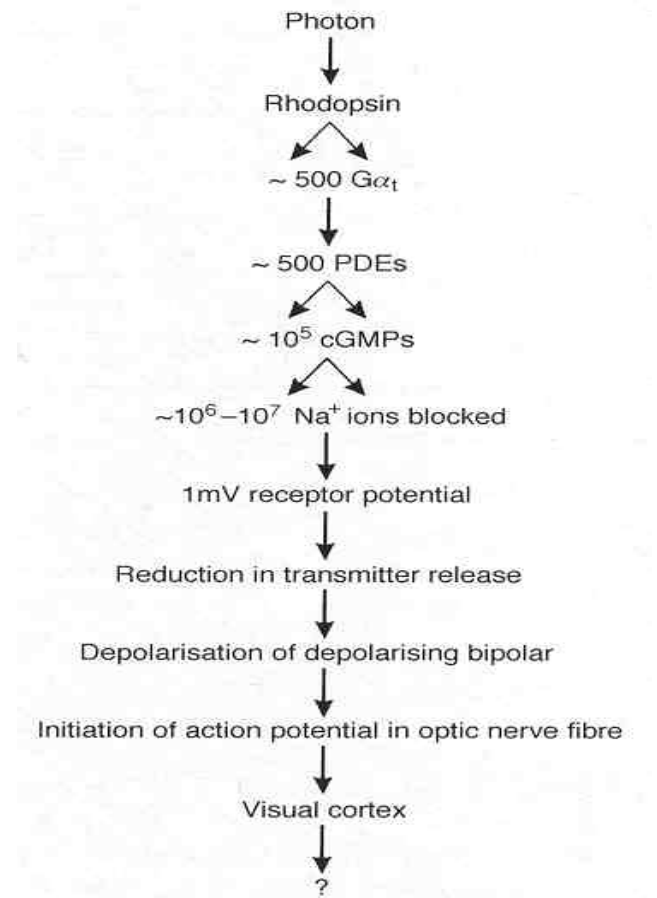 Photon
Rhodopsin
~ 500 Gαt
~ 500 PDEs
~ 10⁵ cGMPs
~10⁶–10⁷ Na⁺ ions blocked
1mV receptor potential
Reduction in transmitter release
Depolarisation of depolarising bipolar
Initiation of action potential in optic nerve fibre
Visual cortex
?